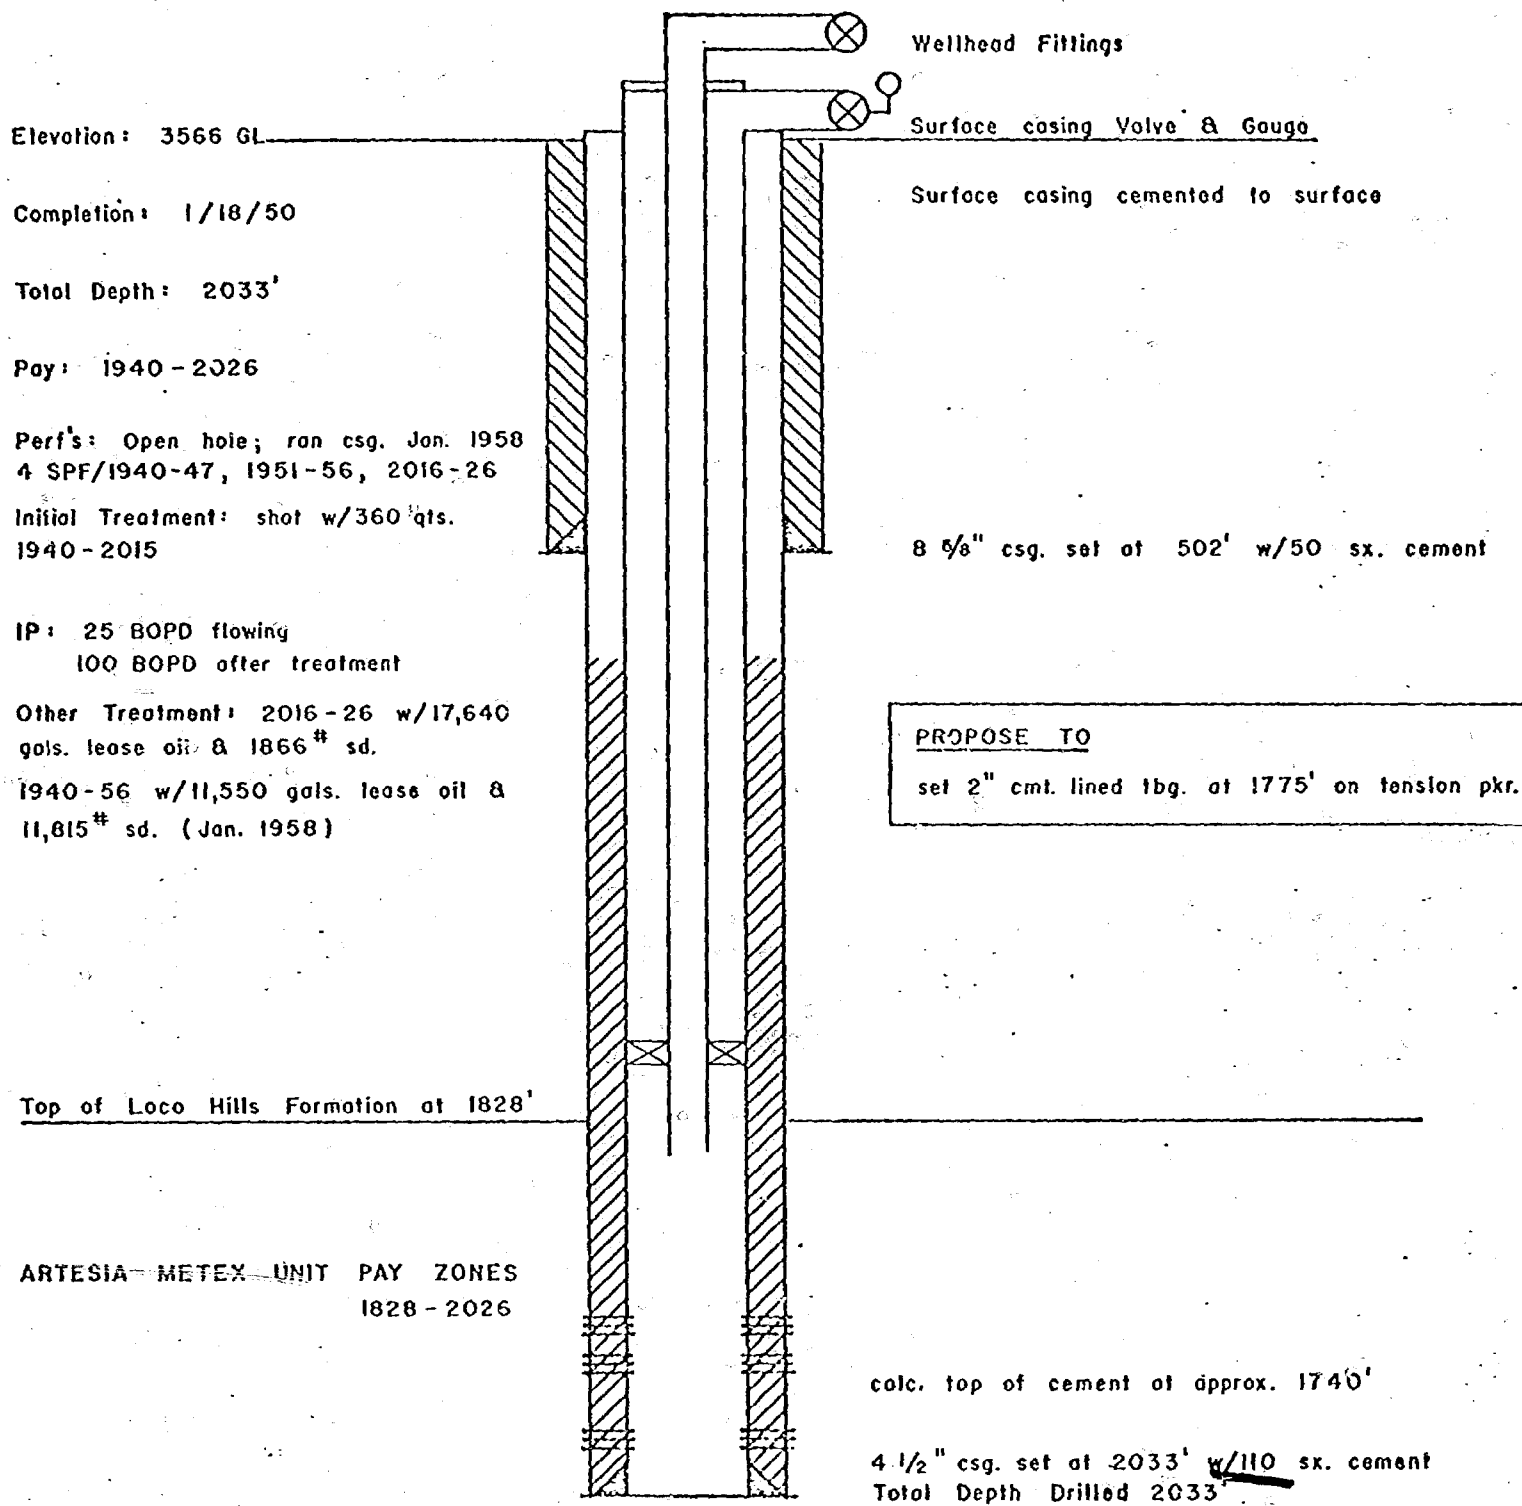 Wellhead Fittings
Elevation: 3566 GL
Surface casing Valve & Gauge
Completion: 1/18/50
Surface casing cemented to surface
Total Depth: 2033'
Pay: 1940-2026
Perf's: Open hole; ran csg. Jan. 1958
4 SPF/1940-47, 1951-56, 2016-26
Initial Treatment: shot w/360 qts.
1940-2015
8 5/8" csg. set at 502' w/50 sx. cement
IP: 25 BOPD flowing
100 BOPD after treatment
Other Treatment: 2016-26 w/17,640
gals. lease oil & 1866# sd.
1940-56 w/11,550 gals. lease oil &
11,815# sd. (Jan. 1958)
PROPOSE TO
set 2" cmt. lined tbg. at 1775' on tension pkr.
Top of Loco Hills Formation at 1828'
ARTESIA METEX UNIT PAY ZONES
1828-2026
calc. top of cement at approx. 1740'
4 1/2" csg. set at 2033' w/110 sx. cement
Total Depth Drilled 2033'